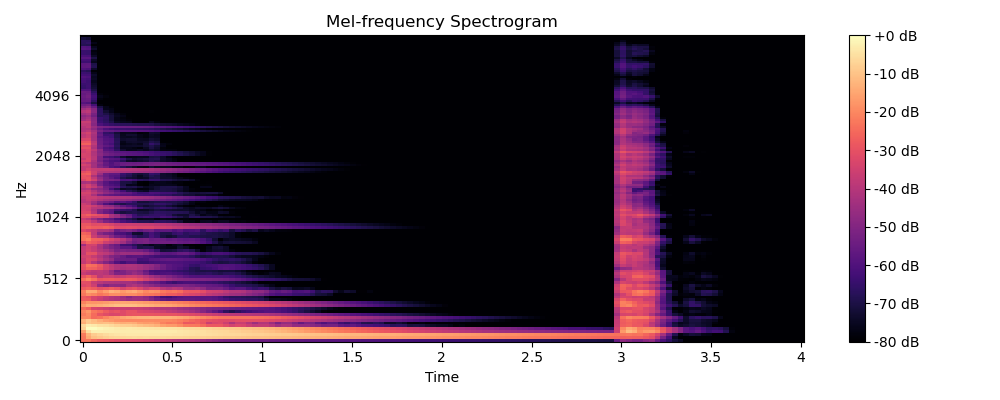 Mel-frequency Spectrogram
Hz
4096
2048
1024
512
0
0 0.5 1 1.5 2 2.5 3 3.5 4
Time
+0 dB
-10 dB
-20 dB
-30 dB
-40 dB
-50 dB
-60 dB
-70 dB
-80 dB